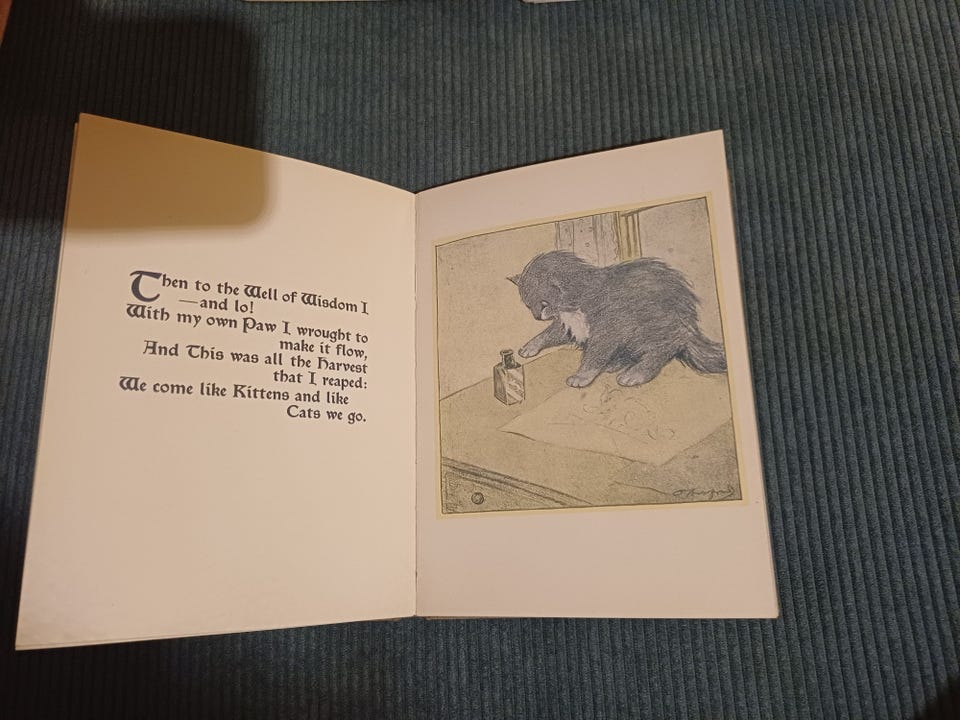 Then to the Well of Wisdom I
—and lo!
With my own Paw I wrought to
make it flow,
And This was all the Harvest
that I reaped:
We come like Kittens and like
Cats we go.